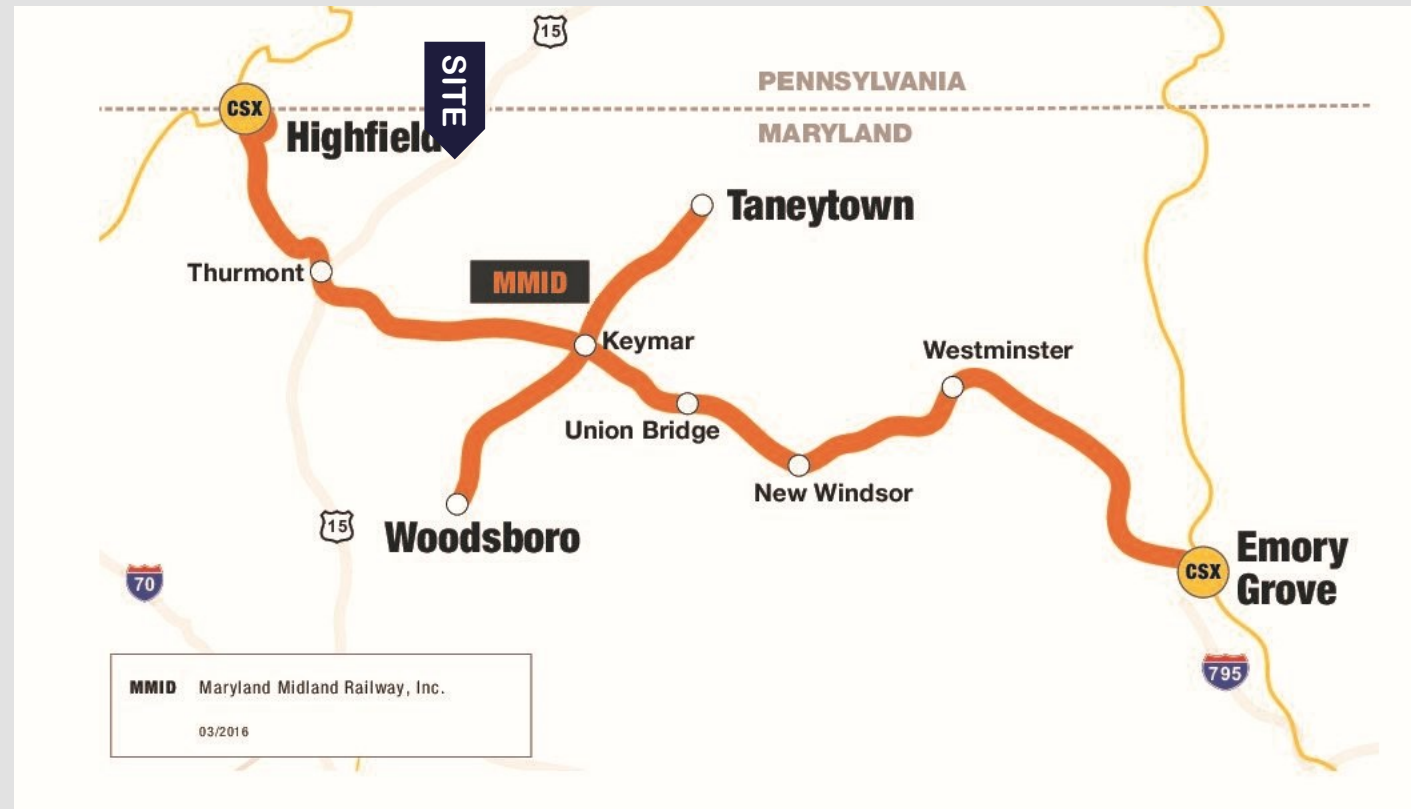 15
SITE
PENNSYLVANIA
CSX
Highfield
MARYLAND
Taneytown
Thurmont
MMID
Keymar
Westminster
Union Bridge
New Windsor
15
Woodsboro
Emory
Grove
CSX
70
795
MMID Maryland Midland Railway, Inc.
03/2016